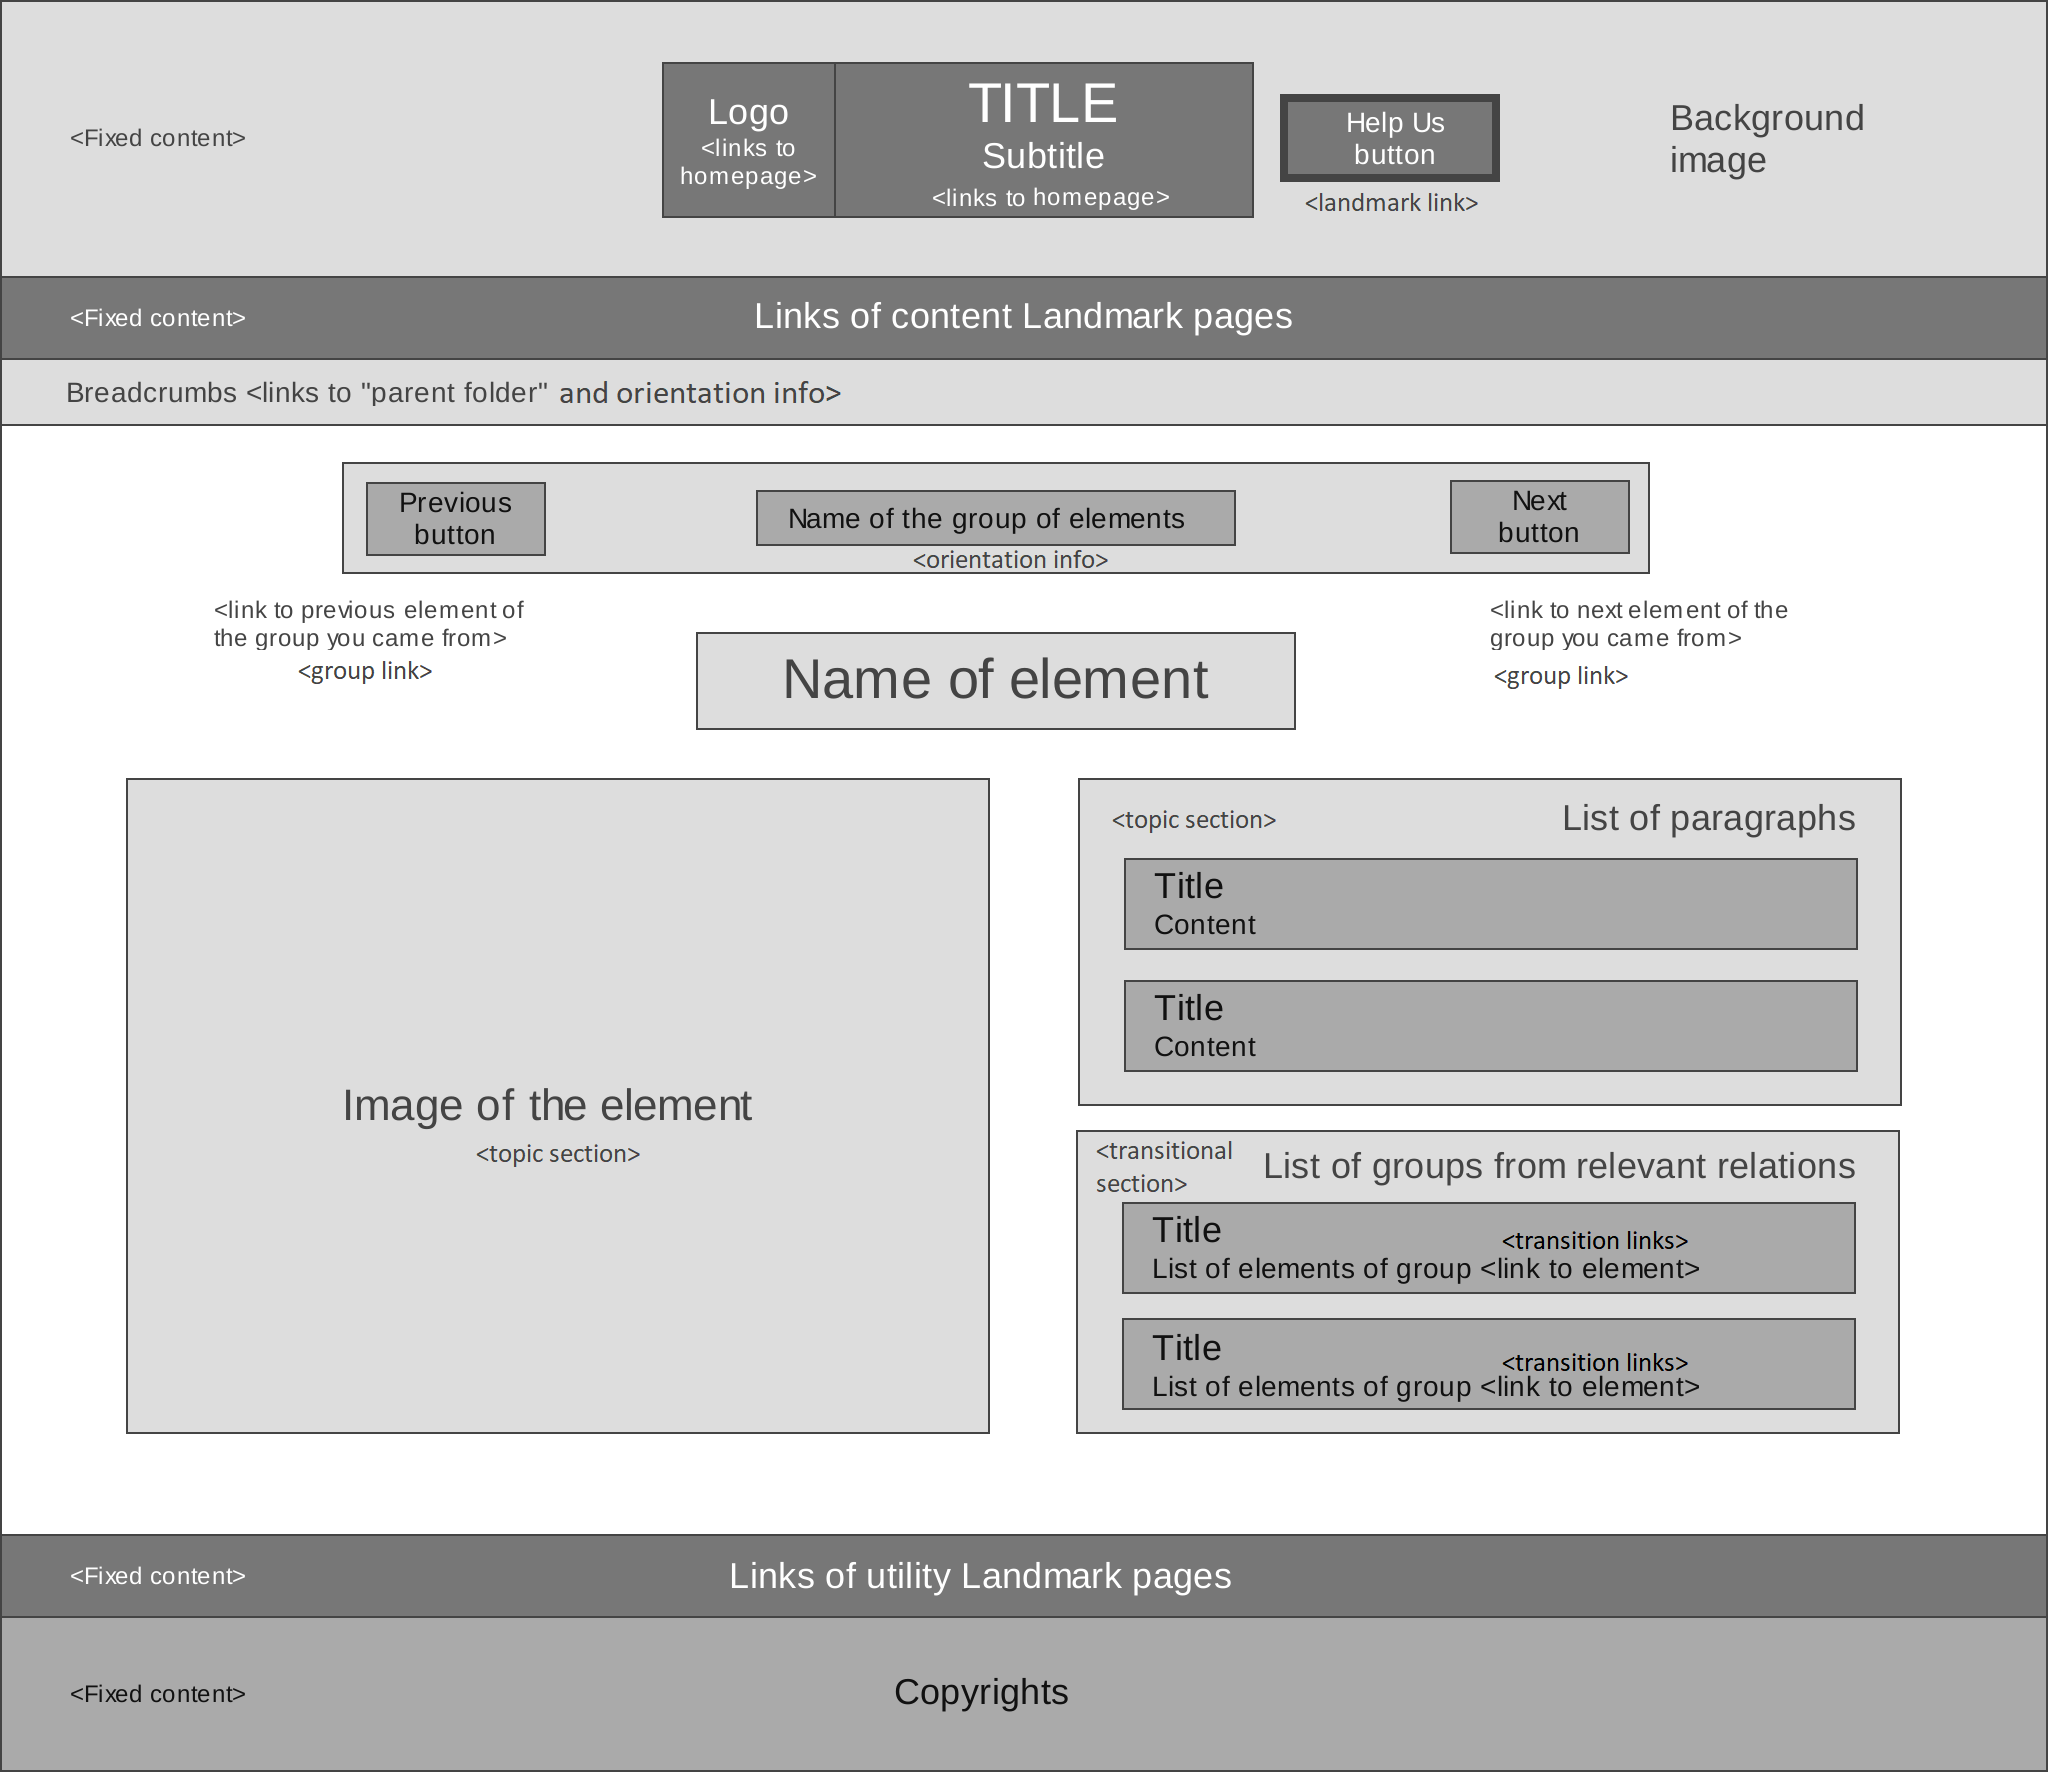 <Fixed content>
Logo
<links to
homepage>
TITLE
Subtitle
<links to homepage>
Help Us
button
<landmark link>
Background
image
<Fixed content>
Links of content Landmark pages
Breadcrumbs <links to "parent folder" and orientation info>
Previous
button
Name of the group of elements
<orientation info>
Next
button
<link to previous element of
the group you came from>
<group link>
<link to next element of the
group you came from>
<group link>
Name of element
Image of the element
<topic section>
<topic section>
List of paragraphs
Title
Content
Title
Content
<transitional
section>
List of groups from relevant relations
Title
<transition links>
List of elements of group <link to element>
Title
<transition links>
List of elements of group <link to element>
<Fixed content>
Links of utility Landmark pages
<Fixed content>
Copyrights